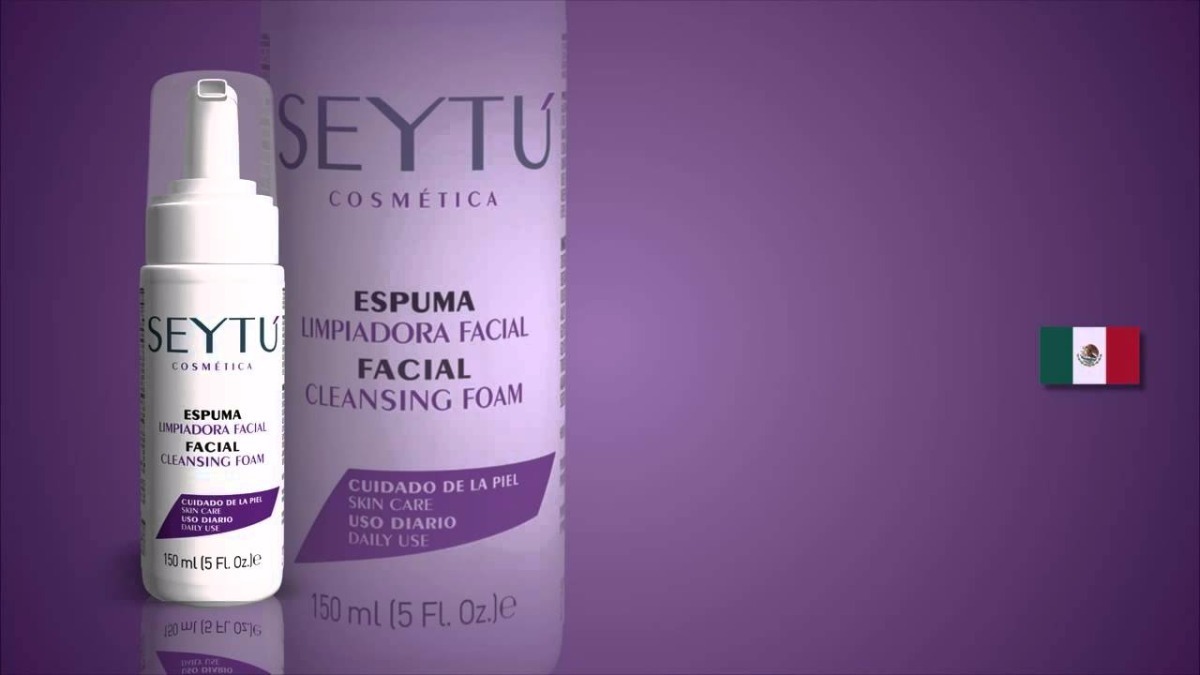 SEYTÚ
COSMÉTICA
ESPUMA
LIMPIADORA FACIAL
FACIAL
CLEANSING FOAM
CUIDADO DE LA PIEL
SKIN CARE
USO DIARIO
DAILY USE
150 ml (5 FL. Oz.)e
SEYTÚ
COSMÉTICA
ESPUMA
LIMPIADORA FACIAL
FACIAL
CLEANSING FOAM
CUIDADO DE LA PIEL
SKIN CARE
USO DIARIO
DAILY USE
150 ml (5 FL. Oz.)e